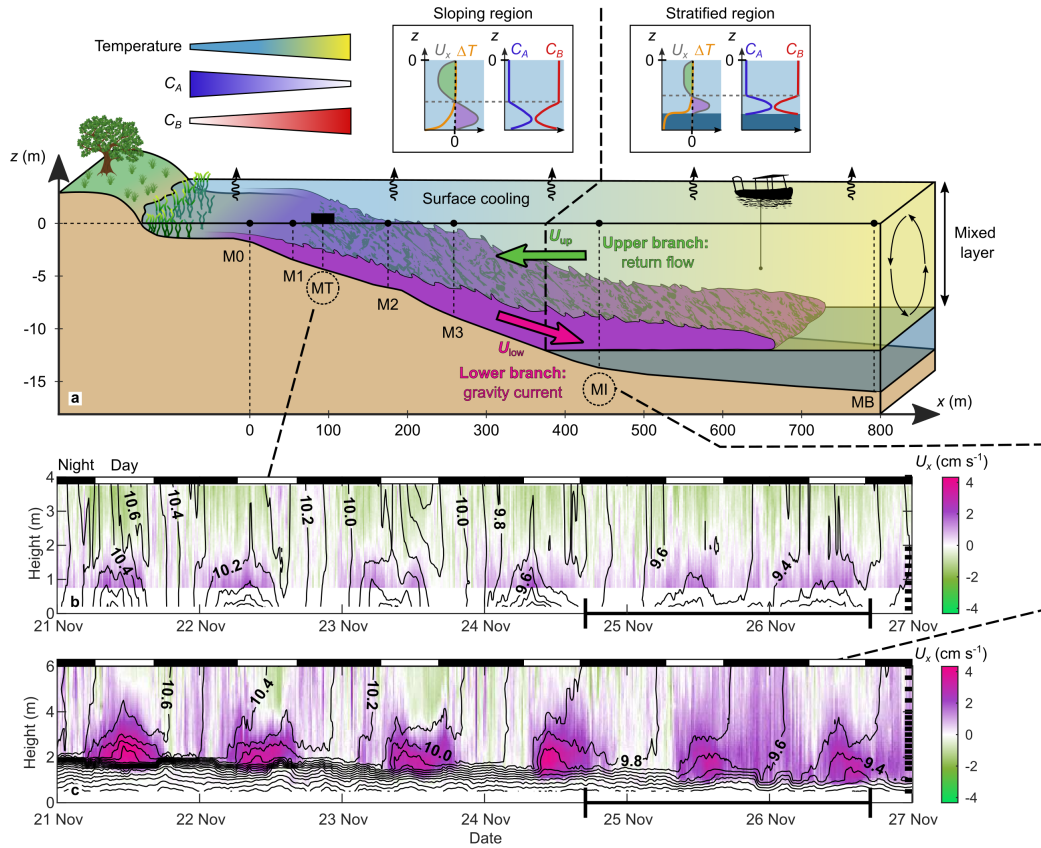 Sloping region
Stratified region
Temperature
C_A
C_B
z
0
U_x ΔT
C_A
C_B
0
z
0
U_x ΔT
C_A
C_B
0
z (m)
0
-5
-10
-15
Surface cooling
U_up
Upper branch:
return flow
Mixed
layer
M0
M1
MT
M2
M3
U_low
Lower branch:
gravity current
MI
MB
a
x (m)
0 100 200 300 400 500 600 700 800
Night Day
U_x (cm s⁻¹)
Height (m)
4
3
2
1
0
10.6
10.4
10.4
10.2
10.2
10.0
10.0
9.8
9.6
9.6
9.4
b
4
2
0
-2
-4
21 Nov 22 Nov 23 Nov 24 Nov 25 Nov 26 Nov 27 Nov
U_x (cm s⁻¹)
Height (m)
6
4
2
0
10.6
10.4
10.2
10.0
9.8
9.6
9.4
c
4
2
0
-2
-4
21 Nov 22 Nov 23 Nov 24 Nov 25 Nov 26 Nov 27 Nov
Date